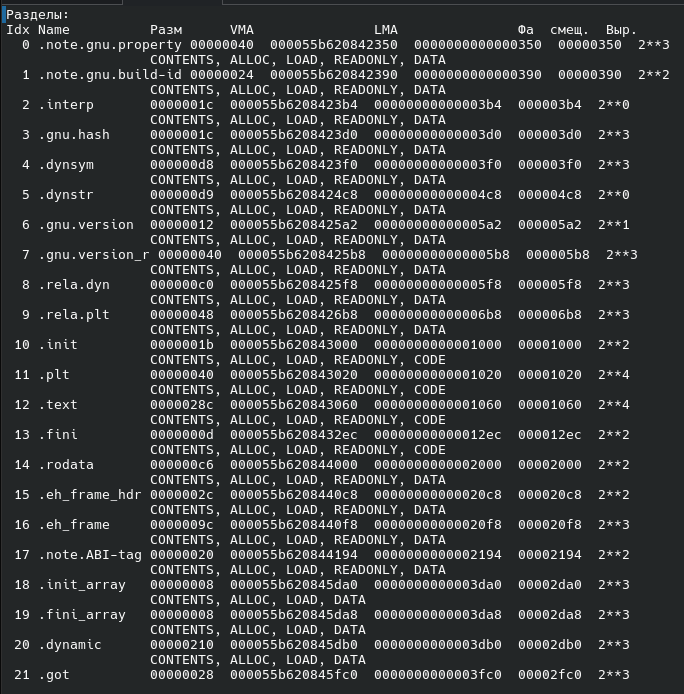 Разделы:
Idx Name          Разм      VMA               LMA               Фа  смещ.  Выр.
  0 .note.gnu.property 00000040  000055b620842350  0000000000000350  00000350  2**3
                  CONTENTS, ALLOC, LOAD, READONLY, DATA
  1 .note.gnu.build-id 00000024  000055b620842390  0000000000000390  00000390  2**2
                  CONTENTS, ALLOC, LOAD, READONLY, DATA
  2 .interp       0000001c  000055b6208423b4  00000000000003b4  000003b4  2**0
                  CONTENTS, ALLOC, LOAD, READONLY, DATA
  3 .gnu.hash     0000001c  000055b6208423d0  00000000000003d0  000003d0  2**3
                  CONTENTS, ALLOC, LOAD, READONLY, DATA
  4 .dynsym       000000d8  000055b6208423f0  00000000000003f0  000003f0  2**3
                  CONTENTS, ALLOC, LOAD, READONLY, DATA
  5 .dynstr       000000d9  000055b6208424c8  00000000000004c8  000004c8  2**0
                  CONTENTS, ALLOC, LOAD, READONLY, DATA
  6 .gnu.version  00000012  000055b6208425a2  00000000000005a2  000005a2  2**1
                  CONTENTS, ALLOC, LOAD, READONLY, DATA
  7 .gnu.version_r 00000040  000055b6208425b8  00000000000005b8  000005b8  2**3
                  CONTENTS, ALLOC, LOAD, READONLY, DATA
  8 .rela.dyn     000000c0  000055b6208425f8  00000000000005f8  000005f8  2**3
                  CONTENTS, ALLOC, LOAD, READONLY, DATA
  9 .rela.plt     00000048  000055b6208426b8  00000000000006b8  000006b8  2**3
                  CONTENTS, ALLOC, LOAD, READONLY, DATA
 10 .init         0000001b  000055b620843000  0000000000001000  00001000  2**2
                  CONTENTS, ALLOC, LOAD, READONLY, CODE
 11 .plt          00000040  000055b620843020  0000000000001020  00001020  2**4
                  CONTENTS, ALLOC, LOAD, READONLY, CODE
 12 .text         0000028c  000055b620843060  0000000000001060  00001060  2**4
                  CONTENTS, ALLOC, LOAD, READONLY, CODE
 13 .fini         0000000d  000055b6208432ec  00000000000012ec  000012ec  2**2
                  CONTENTS, ALLOC, LOAD, READONLY, CODE
 14 .rodata       000000c6  000055b620844000  0000000000002000  00002000  2**2
                  CONTENTS, ALLOC, LOAD, READONLY, DATA
 15 .eh_frame_hdr 0000002c  000055b6208440c8  00000000000020c8  000020c8  2**2
                  CONTENTS, ALLOC, LOAD, READONLY, DATA
 16 .eh_frame     0000009c  000055b6208440f8  00000000000020f8  000020f8  2**3
                  CONTENTS, ALLOC, LOAD, READONLY, DATA
 17 .note.ABI-tag 00000020  000055b620844194  0000000000002194  00002194  2**2
                  CONTENTS, ALLOC, LOAD, READONLY, DATA
 18 .init_array   00000008  000055b620845da0  0000000000003da0  00002da0  2**3
                  CONTENTS, ALLOC, LOAD, DATA
 19 .fini_array   00000008  000055b620845da8  0000000000003da8  00002da8  2**3
                  CONTENTS, ALLOC, LOAD, DATA
 20 .dynamic      00000210  000055b620845db0  0000000000003db0  00002db0  2**3
                  CONTENTS, ALLOC, LOAD, DATA
 21 .got          00000028  000055b620845fc0  0000000000003fc0  00002fc0  2**3